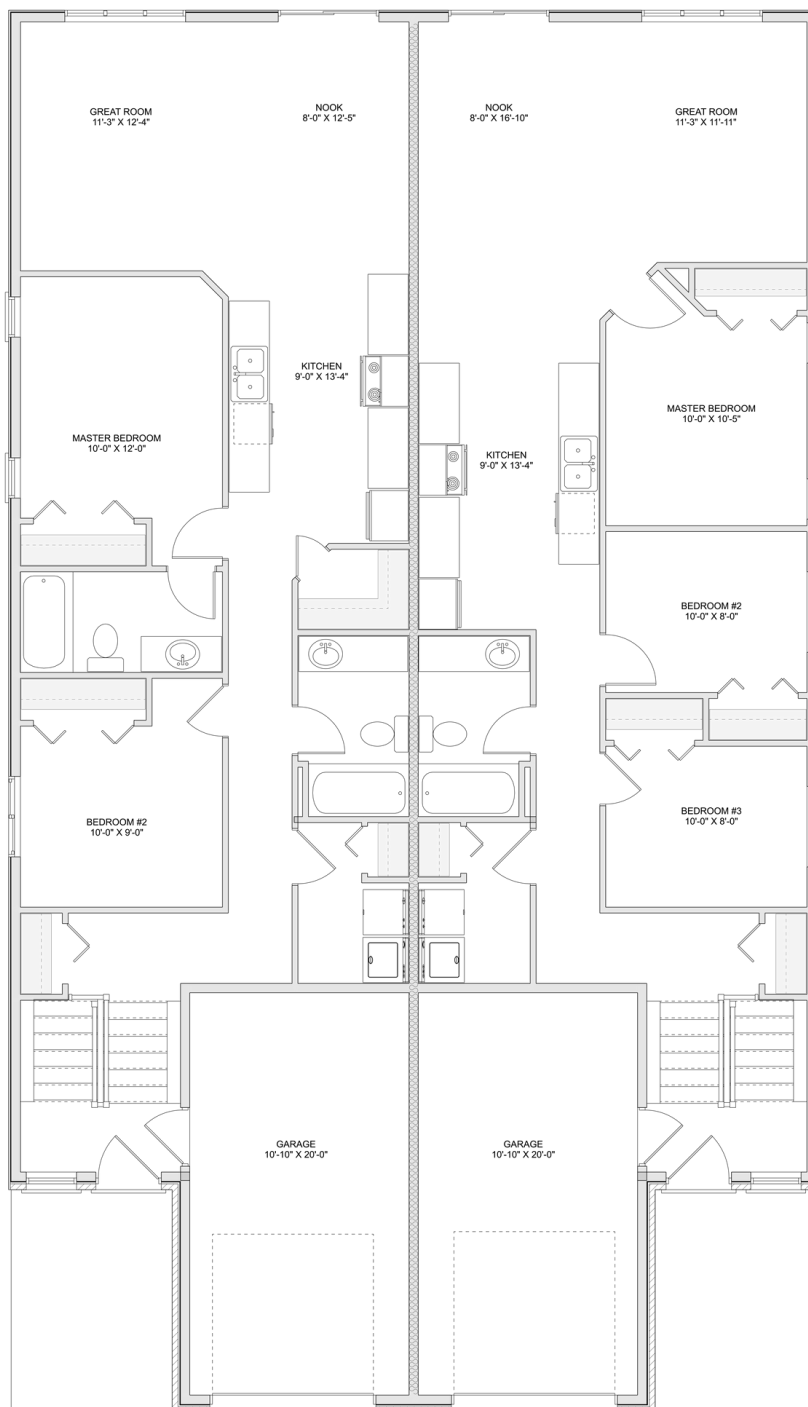 GREAT ROOM
11'-3" X 12'-4"
NOOK
8'-0" X 12'-5"
NOOK
8'-0" X 16'-10"
GREAT ROOM
11'-3" X 11'-11"
KITCHEN
9'-0" X 13'-4"
MASTER BEDROOM
10'-0" X 12'-0"
MASTER BEDROOM
10'-0" X 10'-5"
KITCHEN
9'-0" X 13'-4"
BEDROOM #2
10'-0" X 8'-0"
BEDROOM #2
10'-0" X 9'-0"
BEDROOM #3
10'-0" X 8'-0"
GARAGE
10'-10" X 20'-0"
GARAGE
10'-10" X 20'-0"